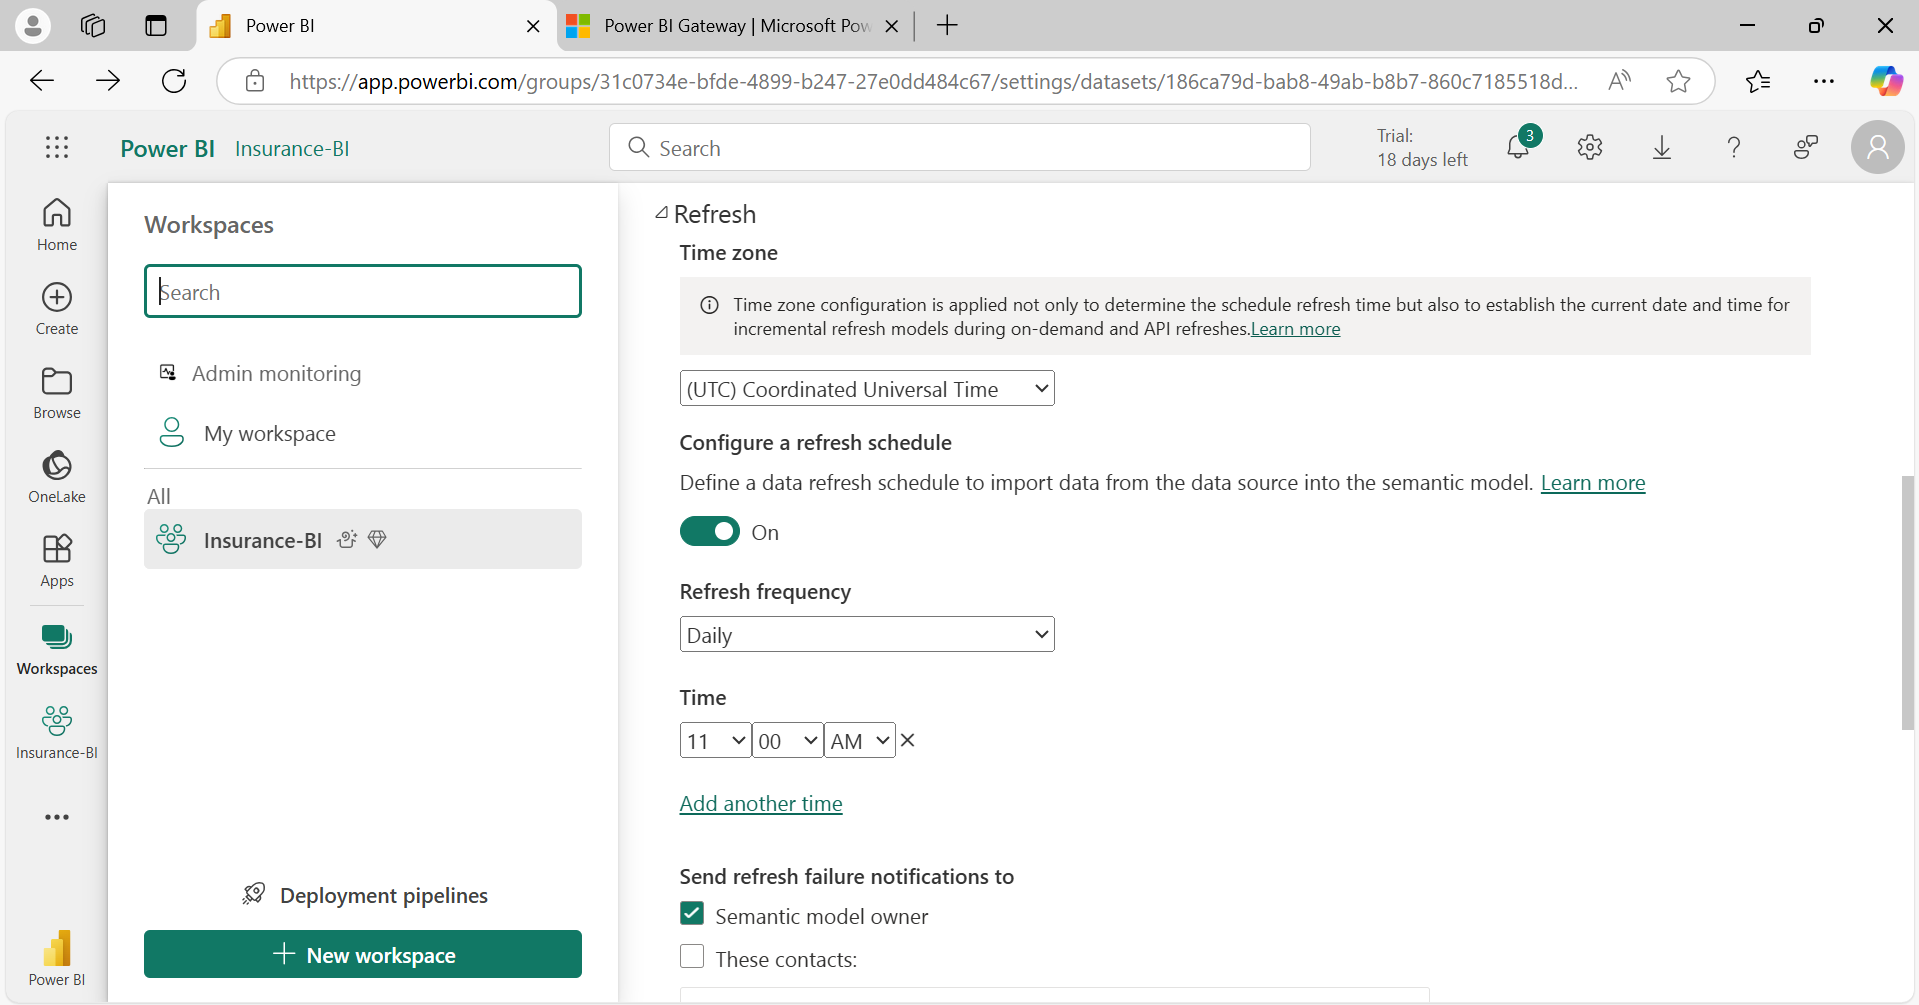 Power BI
Power BI Gateway | Microsoft Pow
https://app.powerbi.com/groups/31c0734e-bfde-4899-b247-27e0dd484c67/settings/datasets/186ca79d-bab8-49ab-b8b7-860c7185518d...
Power BI Insurance-BI
Search
Trial:
18 days left
3
Home
Create
Browse
OneLake
Apps
Workspaces
Insurance-BI
Power BI
Workspaces
Search
Admin monitoring
My workspace
All
Insurance-BI
Deployment pipelines
New workspace
Refresh
Time zone
Time zone configuration is applied not only to determine the schedule refresh time but also to establish the current date and time for
incremental refresh models during on-demand and API refreshes.Learn more
(UTC) Coordinated Universal Time
Configure a refresh schedule
Define a data refresh schedule to import data from the data source into the semantic model. Learn more
On
Refresh frequency
Daily
Time
11 00 AM
Add another time
Send refresh failure notifications to
Semantic model owner
These contacts: